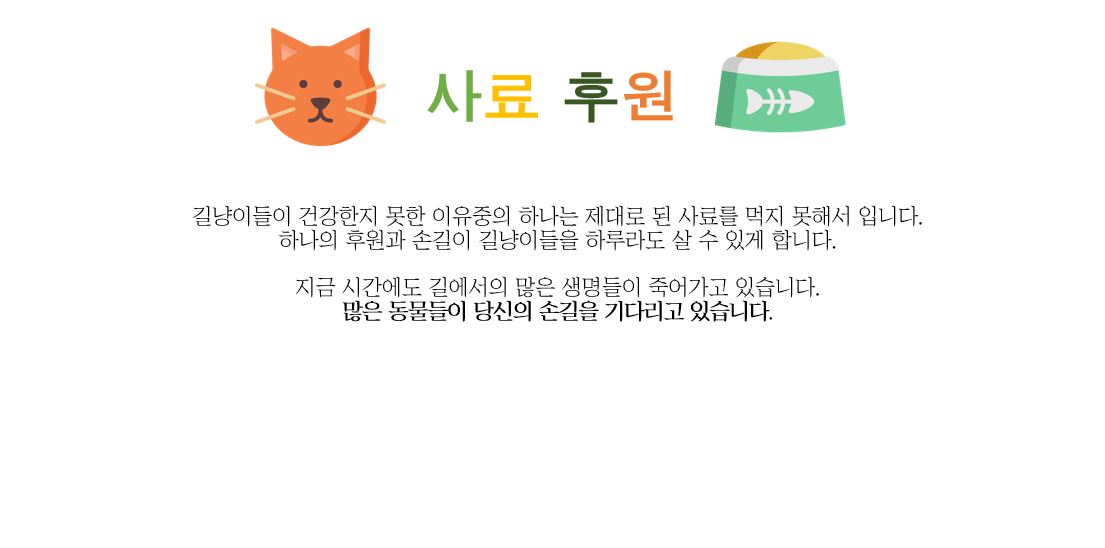 사료 후원
길냥이들이 건강한지 못한 이유중의 하나는 제대로 된 사료를 먹지 못해서 입니다.
하나의 후원과 손길이 길냥이들을 하루라도 살 수 있게 합니다.
지금 시간에도 길에서의 많은 생명들이 죽어가고 있습니다.
많은 동물들이 당신의 손길을 기다리고 있습니다.